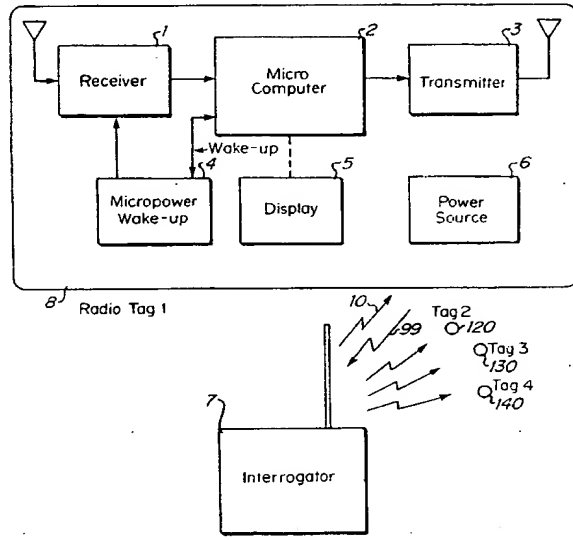 1
2
3
Receiver
Micro
Computer
Transmitter
Wake-up
4
5
6
Micropower
Wake-up
Display
Power
Source
8
Radio Tag 1
10
99
Tag 2
120
Tag 3
130
Tag 4
140
7
Interrogator